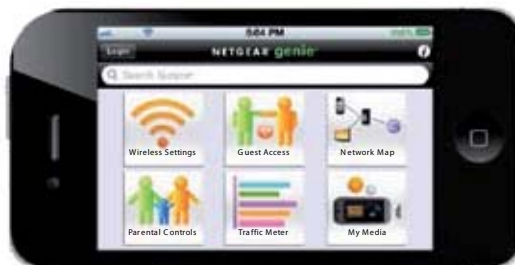 5:04 PM
Login
NETGEAR genie
Search Support
Wireless Settings
Guest Access
Network Map
Parental Controls
Traffic Meter
My Media